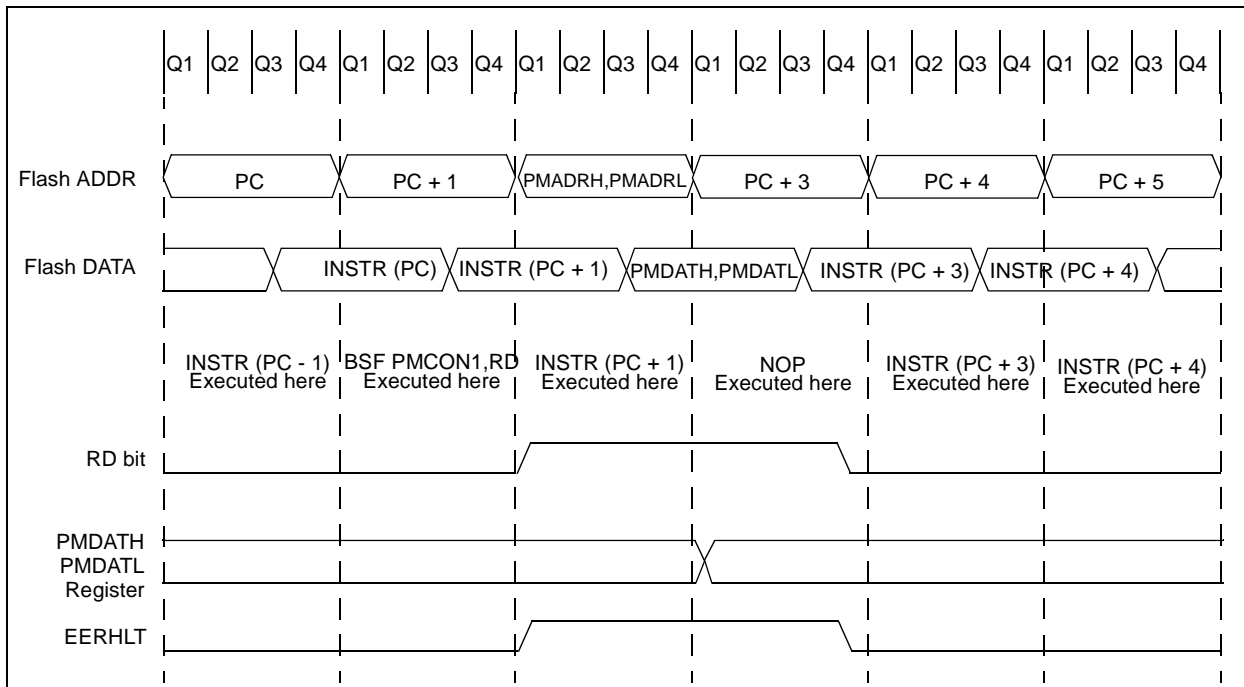 Q1 Q2 Q3 Q4 Q1 Q2 Q3 Q4 Q1 Q2 Q3 Q4 Q1 Q2 Q3 Q4 Q1 Q2 Q3 Q4 Q1 Q2 Q3 Q4
Flash ADDR PC PC + 1 PMADRH,PMADRL PC + 3 PC + 4 PC + 5
Flash DATA INSTR (PC) INSTR (PC + 1) PMDATH,PMDATL INSTR (PC + 3) INSTR (PC + 4)
INSTR (PC - 1) BSF PMCON1,RD INSTR (PC + 1) NOP INSTR (PC + 3) INSTR (PC + 4)
Executed here Executed here Executed here Executed here Executed here Executed here
RD bit
PMDATH
PMDATL
Register
EERHLT